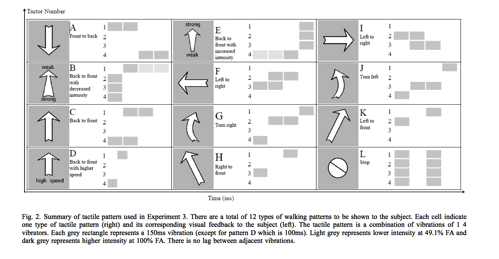 Tactor Number
A
Front to back
1
2
3
4
strong
weak
E
Back to
front with
increased
intensity
1
2
3
4
I
Left to
right
1
2
3
4
weak
strong
B
Back to front
with
decreased
intensity
1
2
3
4
F
Left to
right
1
2
3
4
J
Turn left
1
2
3
4
C
Back to front
1
2
3
4
G
Turn right
1
2
3
4
K
Left to
front
1
2
3
4
D
Back to front
with higher
speed
high speed
1
2
3
4
H
Right to
front
1
2
3
4
L
Stop
1
2
3
4
Time (ms)
Fig. 2. Summary of tactile pattern used in Experiment 3. There are a total of 12 types of walking patterns to be shown to the subject. Each cell indicate
one type of tactile pattern (right) and its corresponding visual feedback to the subject (left). The tactile pattern is a combination of vibrations of 1 4
vibrators. Each grey rectangle represents a 150ms vibration (except for pattern D which is 100ms). Light grey represents lower intensity at 49.1% FA and
dark grey represents higher intensity at 100% FA. There is no lag between adjacent vibrations.